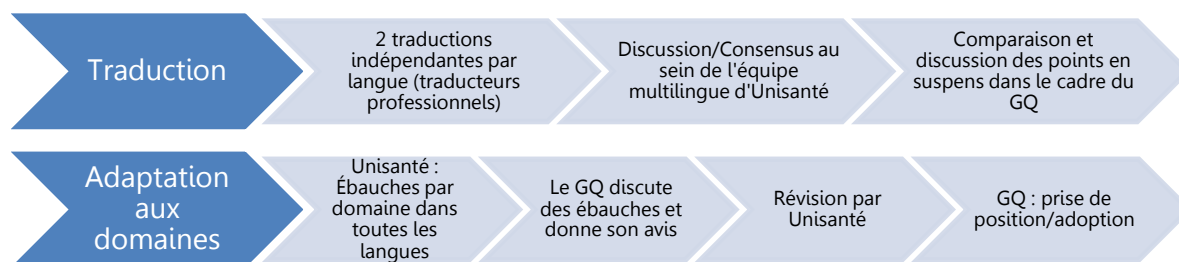 Traduction
2 traductions
indépendantes par
langue (traducteurs
professionnels)
Discussion/Consensus au
sein de l'équipe
multilingue d'Unisanté
Comparaison et
discussion des points en
suspens dans le cadre du
GQ
Adaptation
aux
domaines
Unisanté :
Ébauches par
domaine dans
toutes les
langues
Le GQ discute
des ébauches et
donne son avis
Révision par
Unisanté
GQ : prise de
position/adoption